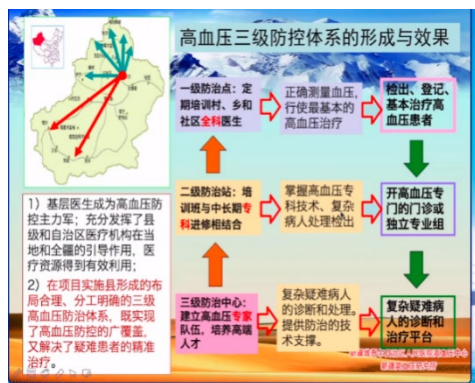 高血压三级防控体系的形成与效果
一级防治点：定
期培训村、乡和
社区全科医生
正确测量血压，
行使最基本的
高血压治疗
检出、登记、
基本治疗高
血压患者
1）基层医生成为高血压防
控主力军；充分发挥了县
级和自治区医疗机构在当
地和全疆的引导作用，医
疗资源得到有效利用；
2）在项目实施县形成的布
局合理、分工明确的三级
高血压防治体系，既实现
了高血压防控的广覆盖，
又解决了疑难患者的精准
治疗。
二级防治站：培
训班与中长期专
科进修相结合
掌握高血压专
科技术、复杂
病人处理检出
开高血压专
门的门诊或
独立专业组
三级防治中心：
建立高血压专家
队伍，培养高端
人才
复杂疑难病人
的诊断和处理。
提供防治的技
术支撑。
复杂疑难病
人的诊断和
治疗平台